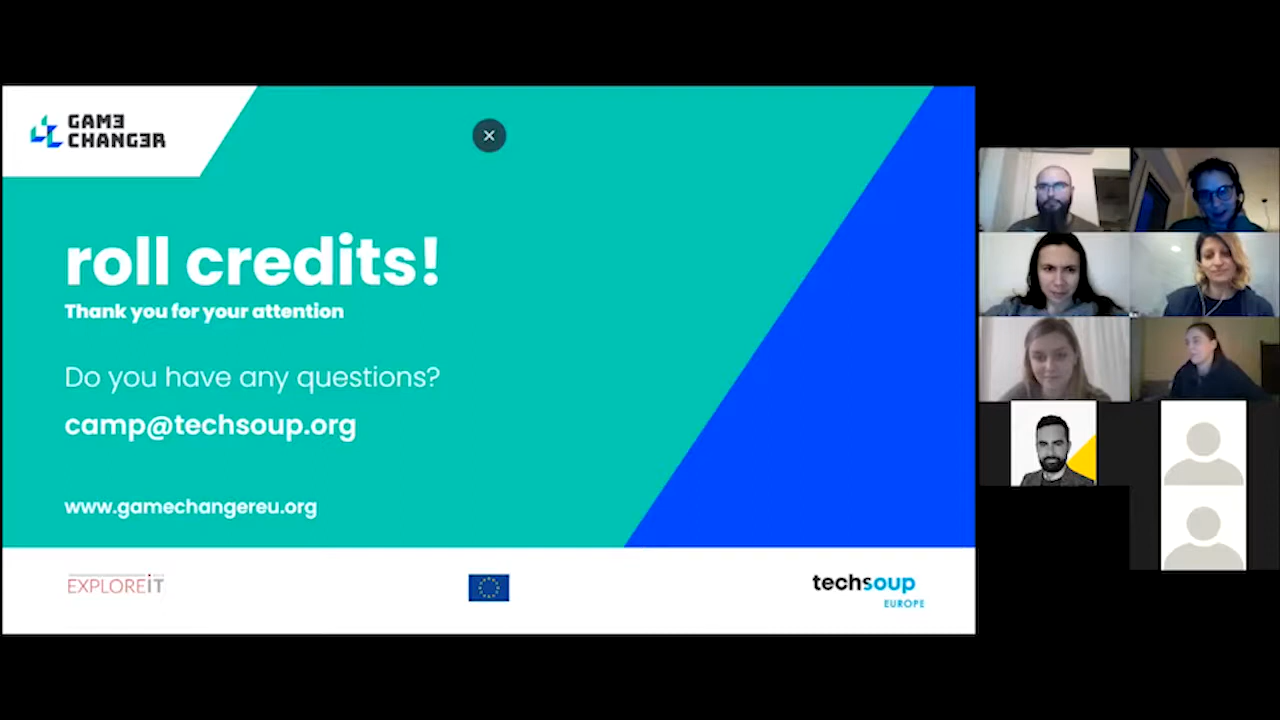 GAM3
CHANG3R
roll credits!
Thank you for your attention
Do you have any questions?
camp@techsoup.org
www.gamechangereu.org
EXPLOREiT
techsoup
EUROPE